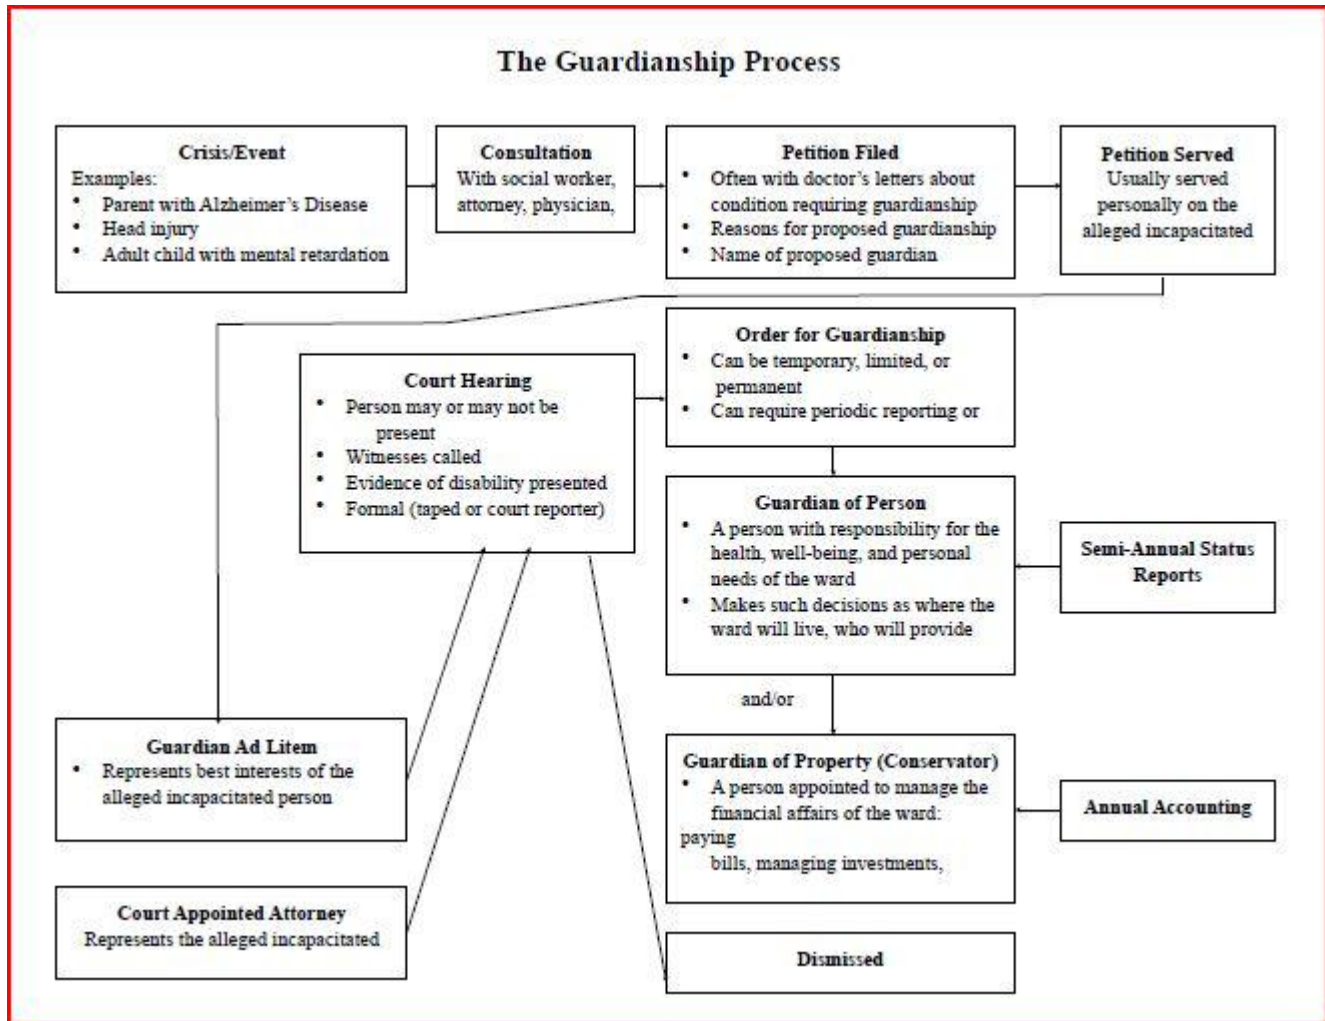 The Guardianship Process
Crisis/Event
Examples:
• Parent with Alzheimer's Disease
• Head injury
• Adult child with mental retardation
Consultation
With social worker,
attorney, physician,
Petition Filed
• Often with doctor's letters about
condition requiring guardianship
• Reasons for proposed guardianship
• Name of proposed guardian
Petition Served
Usually served
personally on the
alleged incapacitated
Order for Guardianship
• Can be temporary, limited, or
permanent
• Can require periodic reporting or
Court Hearing
• Person may or may not be
present
• Witnesses called
• Evidence of disability presented
• Formal (taped or court reporter)
Guardian of Person
• A person with responsibility for the
health, well-being, and personal
needs of the ward
• Makes such decisions as where the
ward will live, who will provide
Semi-Annual Status
Reports
and/or
Guardian Ad Litem
• Represents best interests of the
alleged incapacitated person
Guardian of Property (Conservator)
• A person appointed to manage the
financial affairs of the ward:
paying
bills, managing investments,
Annual Accounting
Court Appointed Attorney
Represents the alleged incapacitated
Dismissed